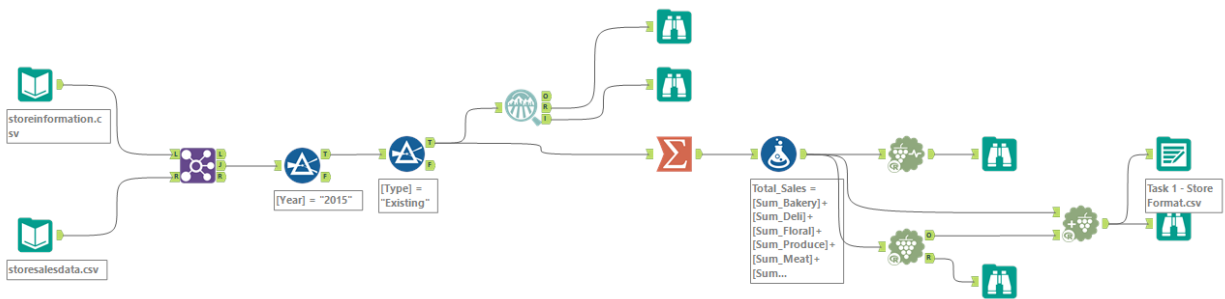 storeinformation.c
sv
storesalesdata.csv
L
R
L
J
R
T
F
[Year] = "2015"
T
F
[Type] =
"Existing"
O
R
I
Total_Sales =
[Sum_Bakery]+
[Sum_Deli]+
[Sum_Floral]+
[Sum_Produce]+
[Sum_Meat]+
[Sum...
R
R
O
R
R
Task 1 - Store
Format.csv